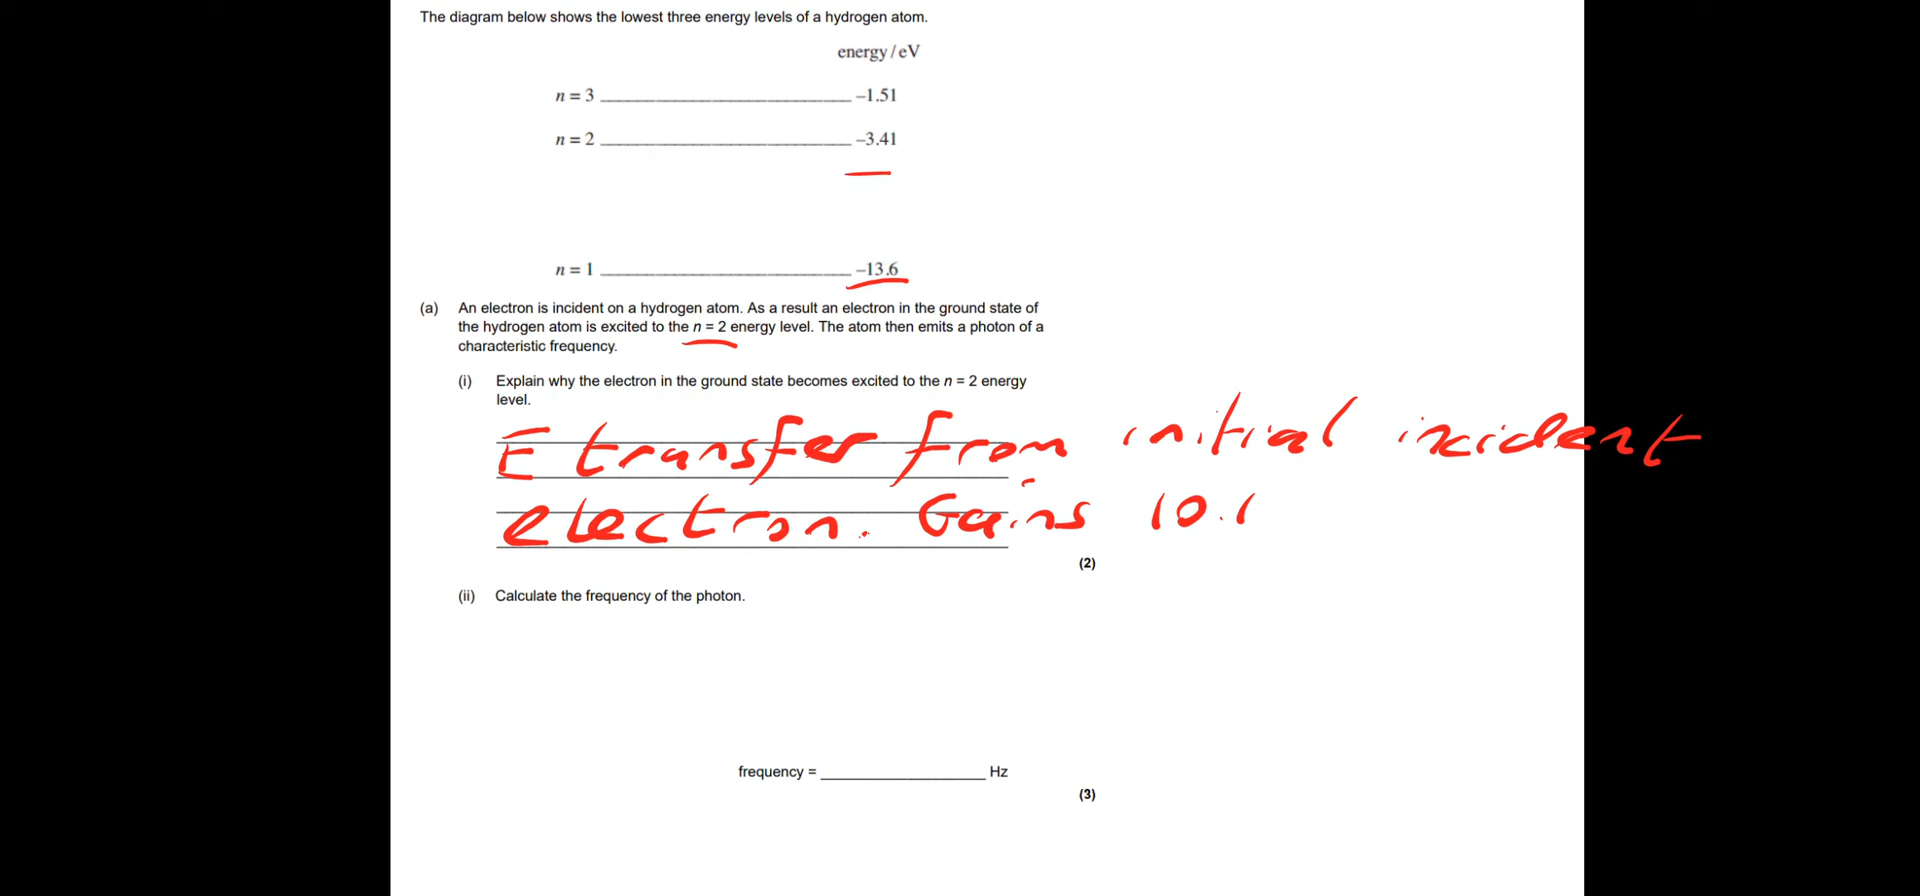 The diagram below shows the lowest three energy levels of a hydrogen atom.
energy / eV
n = 3 –1.51
n = 2 –3.41
n = 1 –13.6
(a) An electron is incident on a hydrogen atom. As a result an electron in the ground state of
the hydrogen atom is excited to the n = 2 energy level. The atom then emits a photon of a
characteristic frequency.
(i) Explain why the electron in the ground state becomes excited to the n = 2 energy
level.
E transfer from initial incident
electron. Gains 10.1
(2)
(ii) Calculate the frequency of the photon.
frequency = Hz
(3)